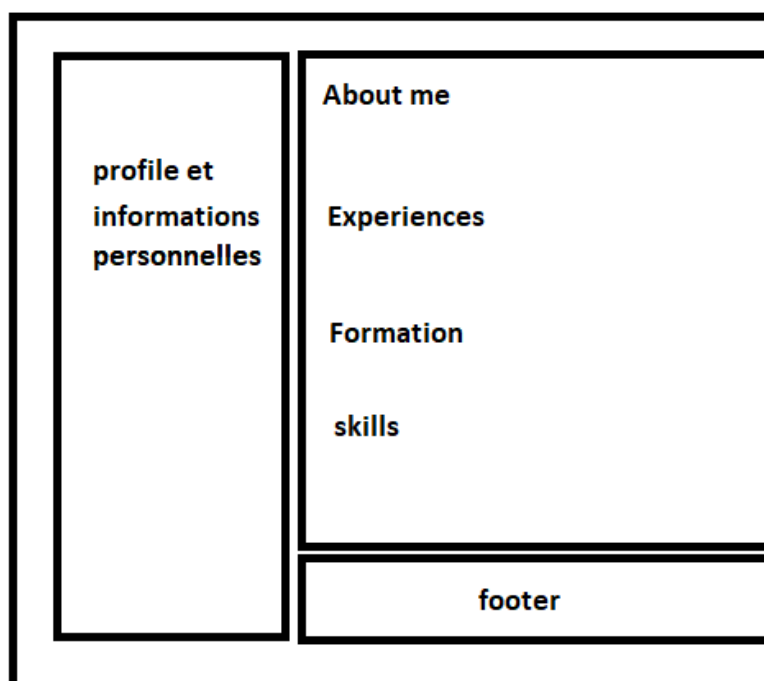 profile et
informations
personnelles
About me
Experiences
Formation
skills
footer